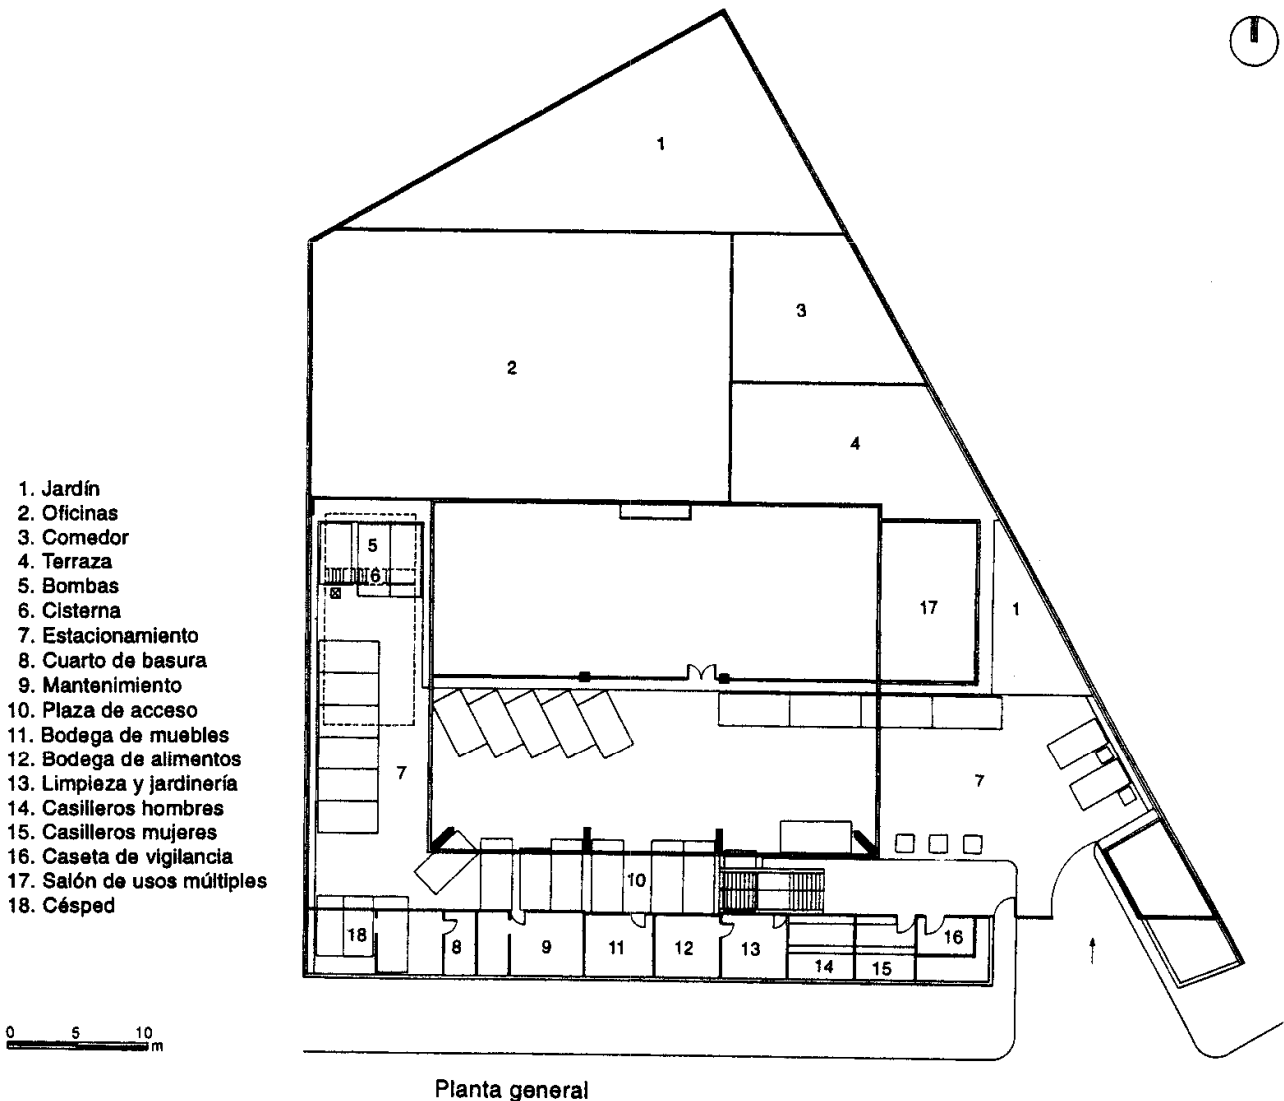 1
3
2
4
1. Jardín
2. Oficinas
3. Comedor
4. Terraza
5. Bombas
6. Cisterna
7. Estacionamiento
8. Cuarto de basura
9. Mantenimiento
10. Plaza de acceso
11. Bodega de muebles
12. Bodega de alimentos
13. Limpieza y jardinería
14. Casilleros hombres
15. Casilleros mujeres
16. Caseta de vigilancia
17. Salón de usos múltiples
18. Césped
5
6
17
1
7
7
10
18
8
9
11
12
13
14
15
16
0 5 10
m
Planta general